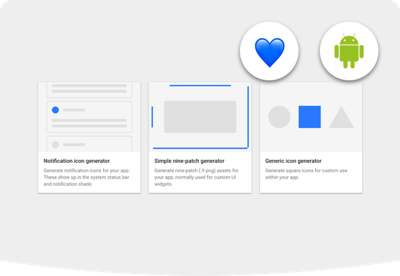 Notification icon generator
Generate notification icons for your app.
These show up in the system status bar
and notification shade.
Simple nine-patch generator
Generate nine-patch (.9.png) assets for
your app, normally used for custom UI
widgets.
Generic icon generator
Generate square icons for custom use
within your app.